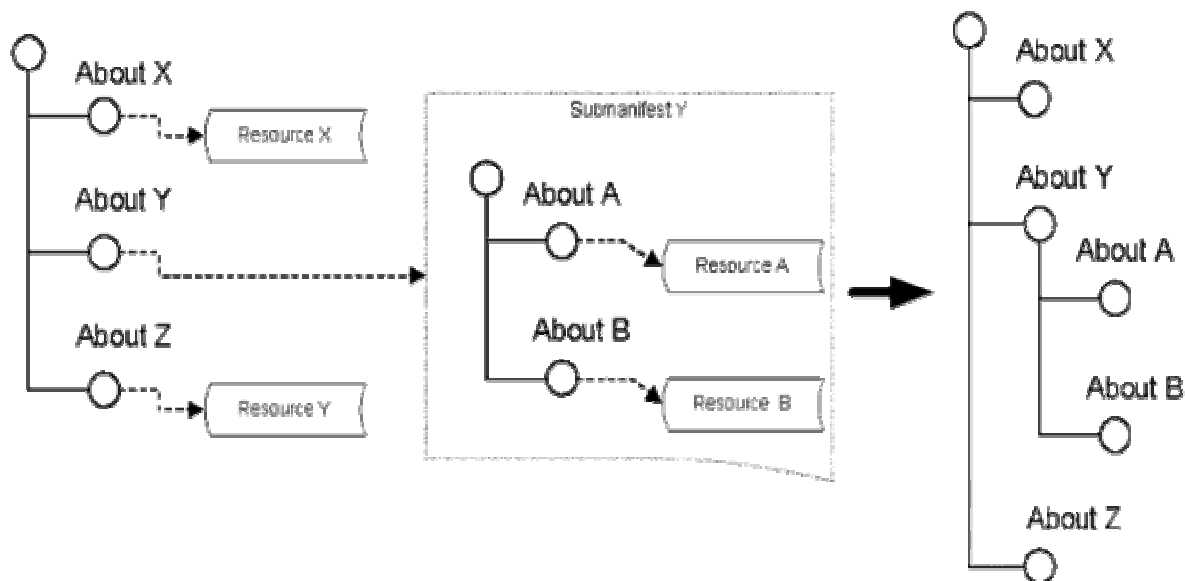 About X
Resource X
About Y
About Z
Resource Y
Submanifest Y
About A
Resource A
About B
Resource B
About X
About Y
About A
About B
About Z